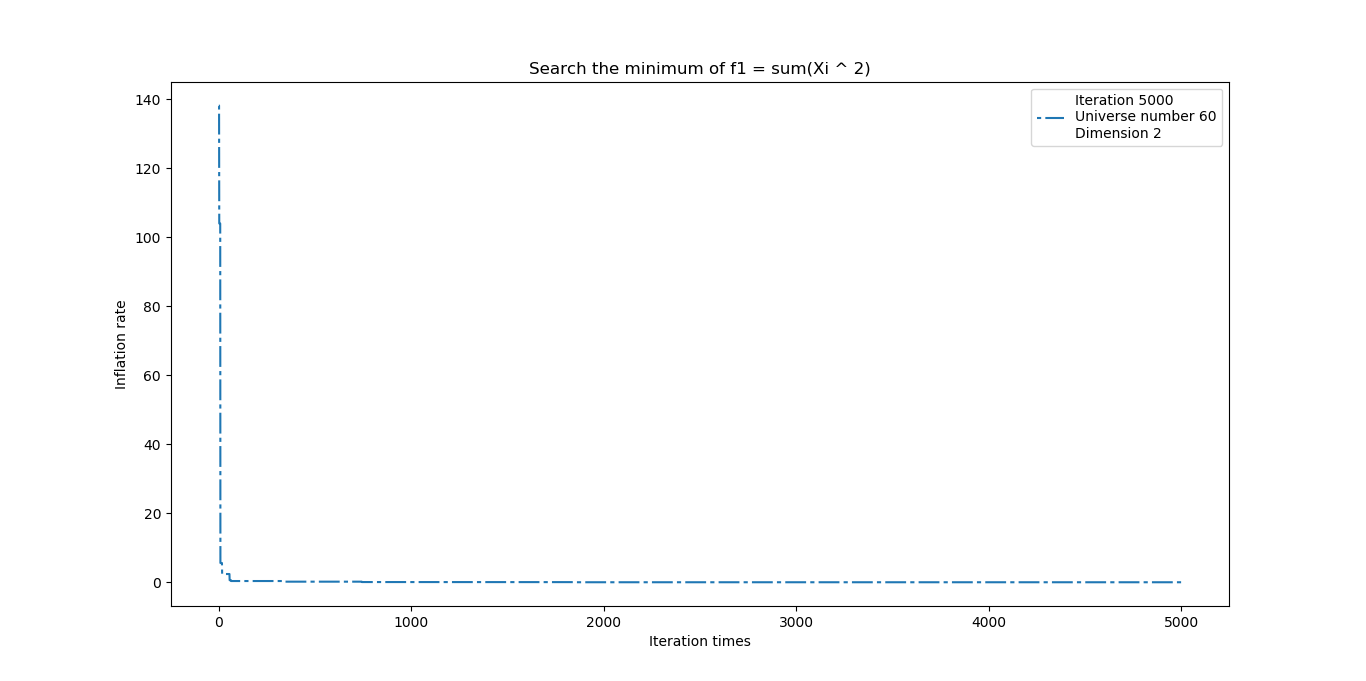 Search the minimum of f1 = sum(Xi ^ 2)
Iteration 5000
Universe number 60
Dimension 2
Inflation rate
140
120
100
80
60
40
20
0
0
1000
2000
3000
4000
5000
Iteration times